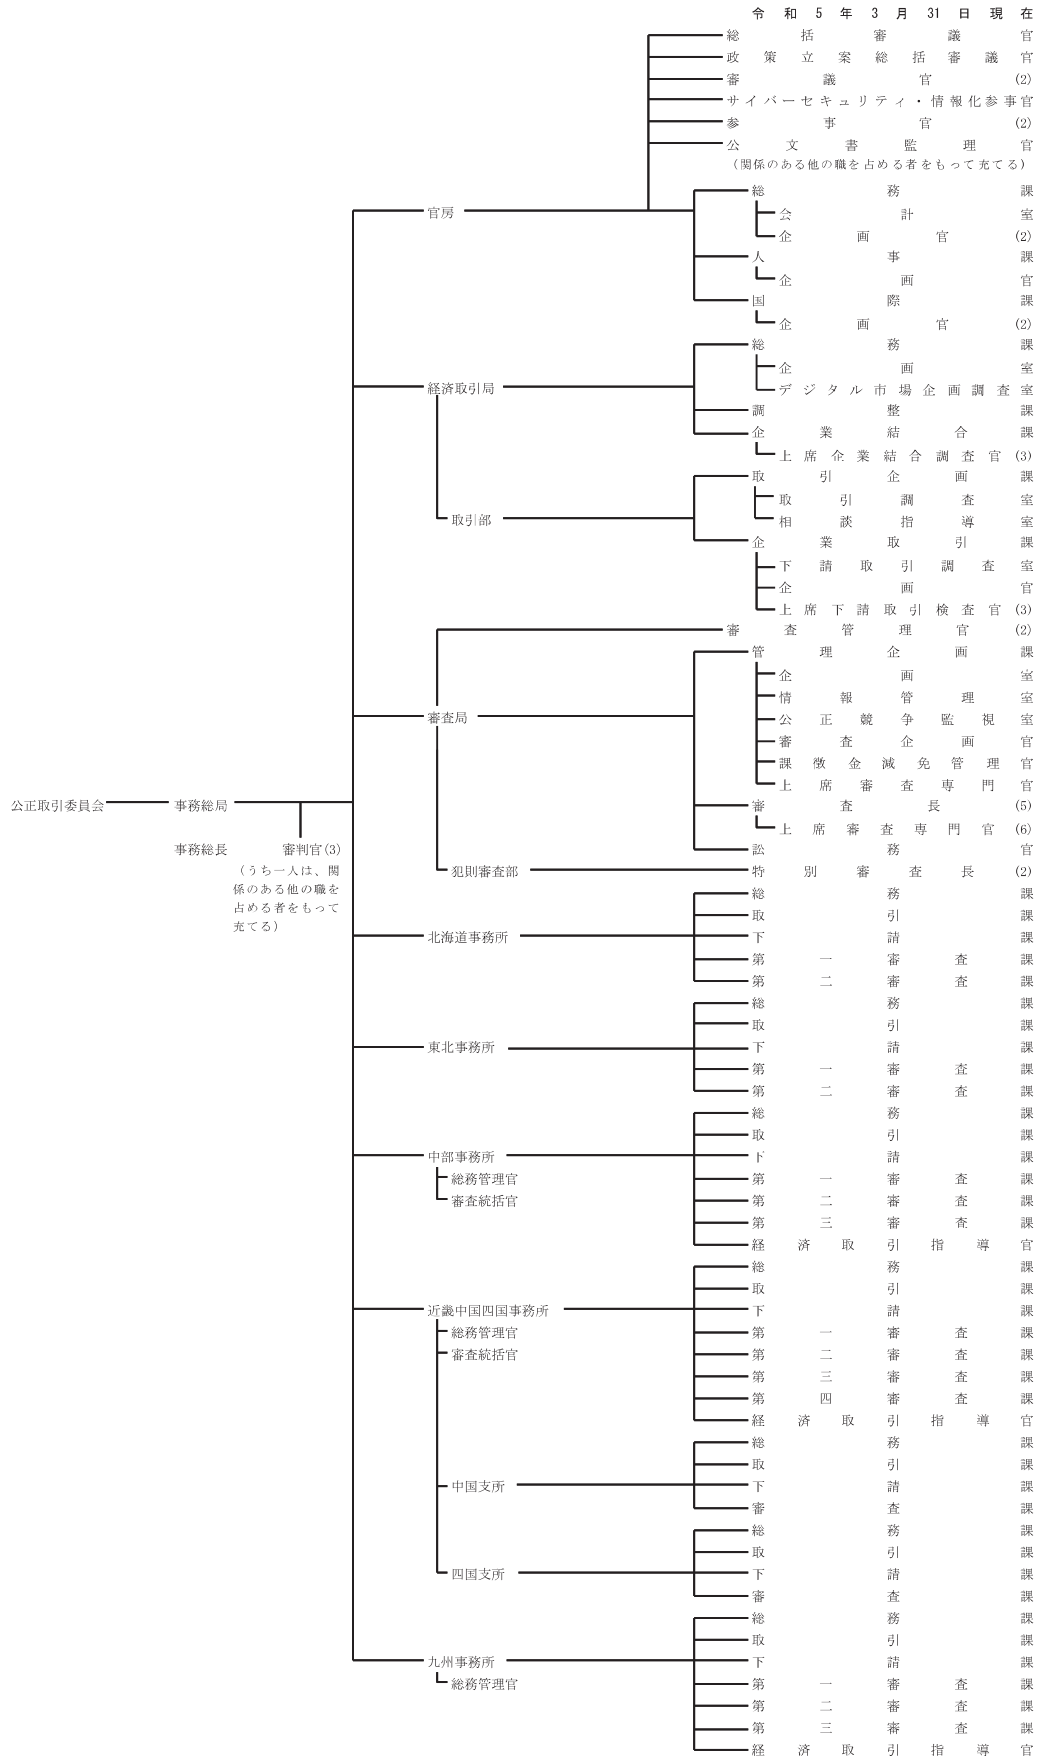 令和5年3月31日現在
総括審議官
政策立案総括審議官
審議官(2)
サイバーセキュリティ・情報化参事官
参事官(2)
公文書監理官
（関係のある他の職を占める者をもって充てる）
総務課
官房
会計室
企画官(2)
人事課
企画官
国際課
企画官(2)
総務課
企画室
経済取引局
デジタル市場企画調査室
調整課
企業結合課
上席企業結合調査官(3)
取引企画課
取引調査室
取引部
相談指導室
企業取引課
下請取引調査室
企画官
上席下請取引検査官(3)
審査管理官(2)
管理企画課
企画室
情報管理室
審査局
公正競争監視室
審査企画官
課徴金減免管理官
上席審査専門官
公正取引委員会
事務総局
審査長(5)
上席審査専門官(6)
事務総長
審判官(3)
訟務官
（うち一人は、関
係のある他の職を
占める者をもって
充てる）
犯則審査部
特別審査長(2)
総務課
取引課
北海道事務所
下請課
第一審査課
第二審査課
総務課
取引課
東北事務所
下請課
第一審査課
第二審査課
総務課
取引課
中部事務所
下請課
総務管理官
第一審査課
審査統括官
第二審査課
第三審査課
経済取引指導官
総務課
取引課
近畿中国四国事務所
下請課
総務管理官
第一審査課
審査統括官
第二審査課
第三審査課
第四審査課
経済取引指導官
総務課
取引課
中国支所
下請課
審査課
総務課
取引課
四国支所
下請課
審査課
総務課
取引課
九州事務所
下請課
総務管理官
第一審査課
第二審査課
第三審査課
経済取引指導官